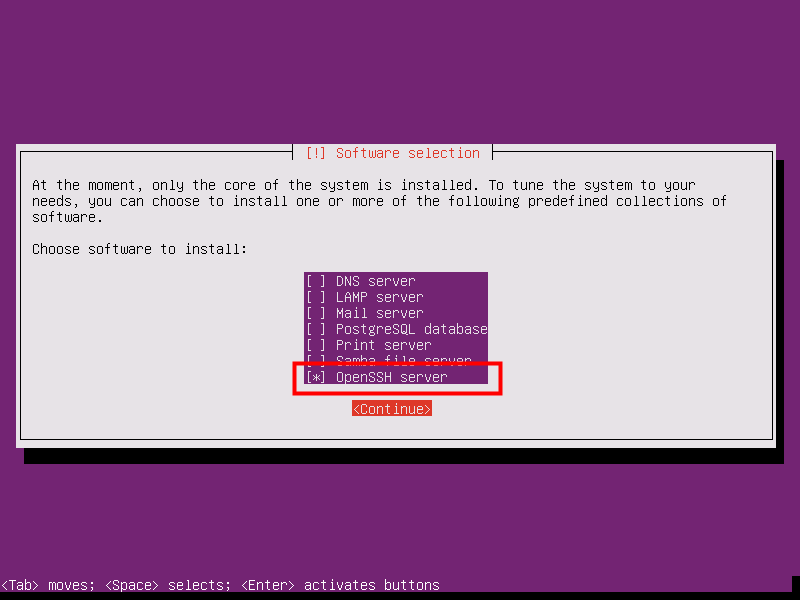 [!] Software selection
At the moment, only the core of the system is installed. To tune the system to your
needs, you can choose to install one or more of the following predefined collections of
software.
Choose software to install:
[ ] DNS server
[ ] LAMP server
[ ] Mail server
[ ] PostgreSQL database
[ ] Print server
[ ] Samba file server
[*] OpenSSH server
<Continue>
<Tab> moves; <Space> selects; <Enter> activates buttons